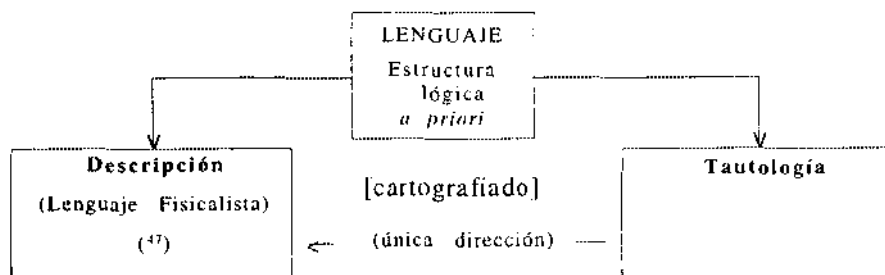 LENGUAJE
Estructura
lógica
a priori
Descripción
(Lenguaje Fisicalista)
(47)
[cartografiado]
(única dirección)
Tautología